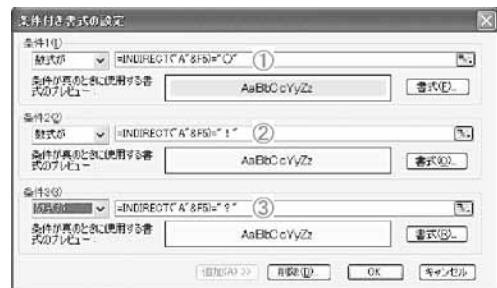 条件付き書式の設定
条件1(1)
数式が =INDIRECT("A"&F5)="○" ①
条件が真のときに使用する書式のプレビュー: AaBbCcYyZz 書式(F)...
条件2(2)
数式が =INDIRECT("A"&F5)="！" ②
条件が真のときに使用する書式のプレビュー: AaBbCcYyZz 書式(O)...
条件3(3)
数式が =INDIRECT("A"&F5)="？" ③
条件が真のときに使用する書式のプレビュー: AaBbCcYyZz 書式(R)...
追加(A) >> 削除(D)... OK キャンセル